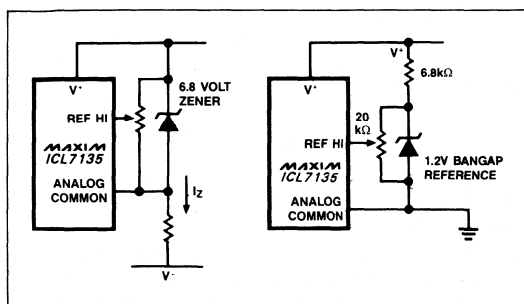 V⁺
6.8 VOLT
ZENER
REF HI
MAXIM
ICL7135
ANALOG
COMMON
I_Z
V⁻
V⁺
V⁺
6.8kΩ
20
kΩ
REF HI
MAXIM
ICL7135
1.2V BANGAP
REFERENCE
ANALOG
COMMON